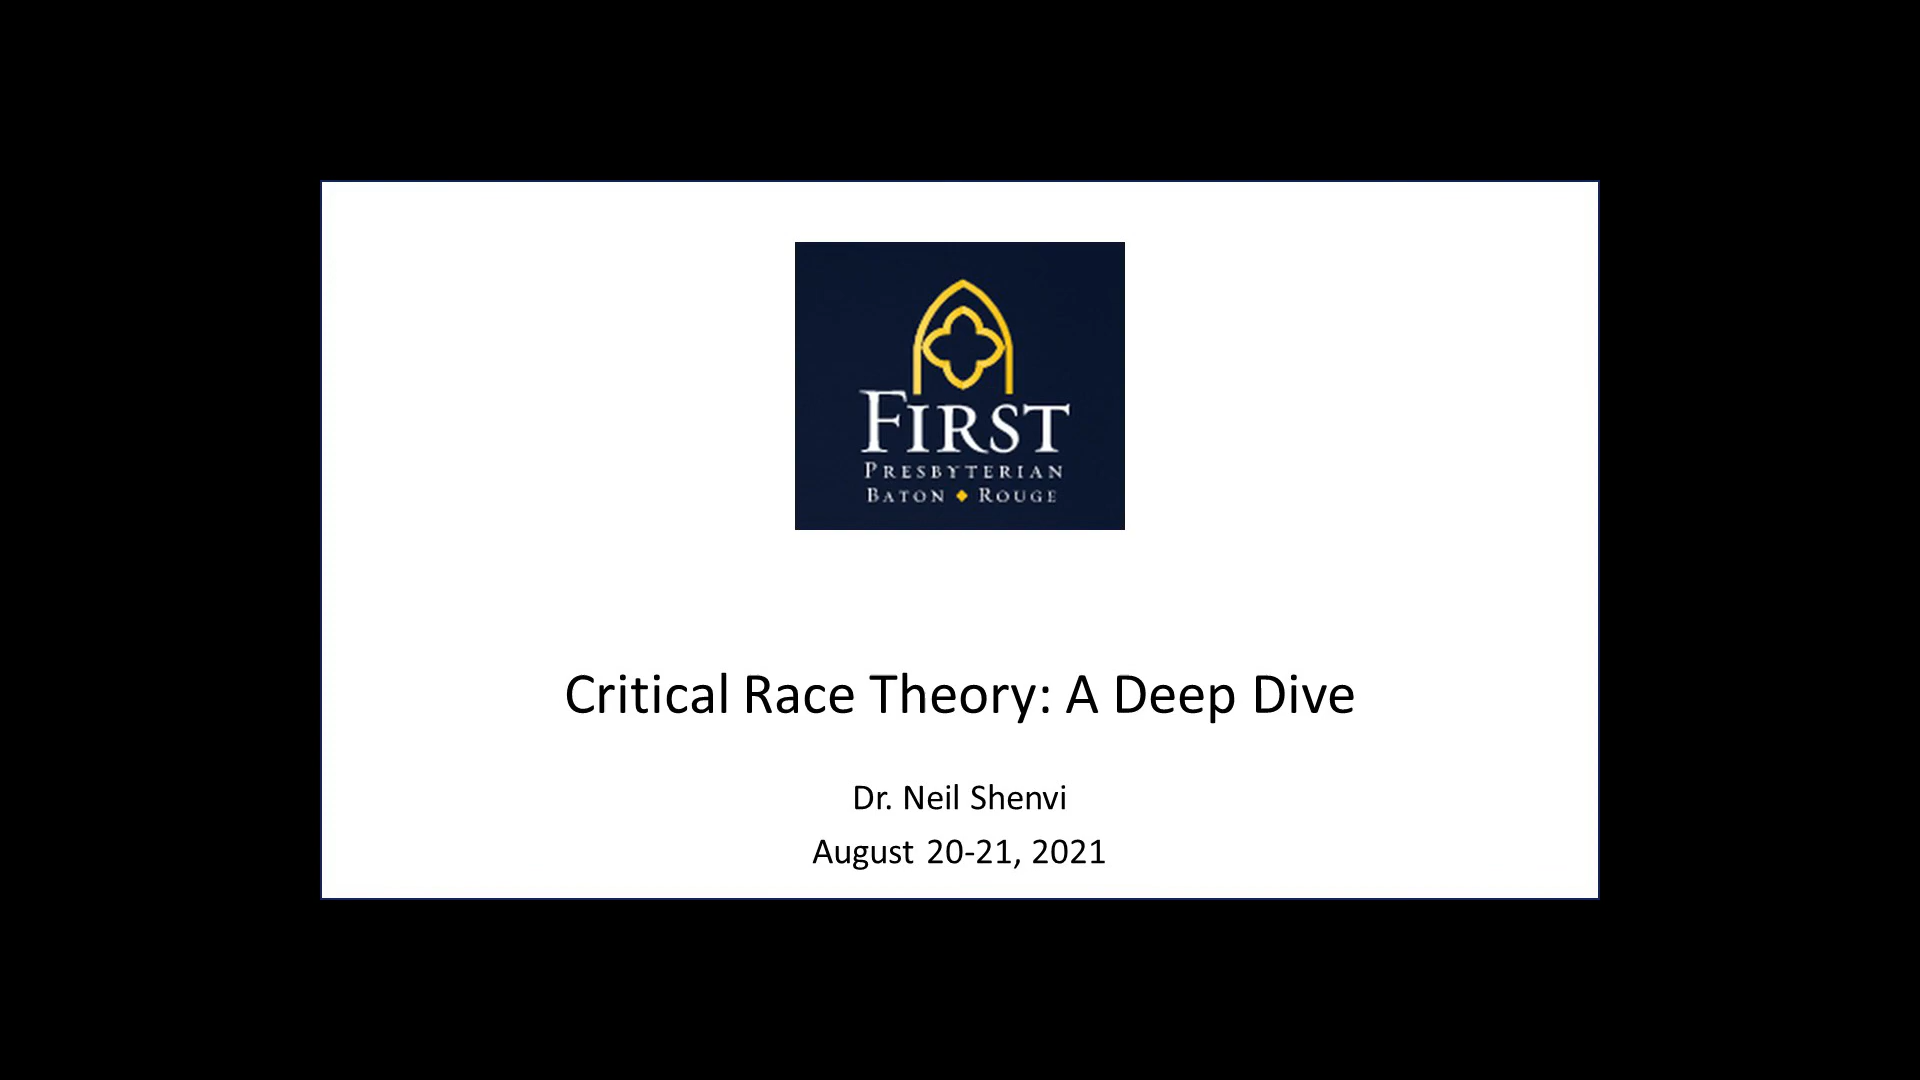 FIRST
PRESBYTERIAN
BATON ◆ ROUGE
Critical Race Theory: A Deep Dive
Dr. Neil Shenvi
August 20-21, 2021